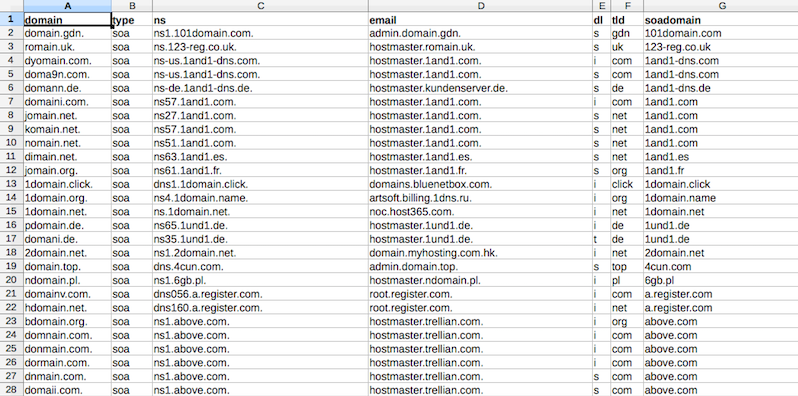 A B C D E F G
1 domain type ns email dl tld soadomain
2 domain.gdn. soa ns1.101domain.com. admin.domain.gdn. s gdn 101domain.com
3 romain.uk. soa ns.123-reg.co.uk. hostmaster.romain.uk. s uk 123-reg.co.uk
4 dyomain.com. soa ns-us.1and1-dns.com. hostmaster.1and1.com. i com 1and1-dns.com
5 doma9n.com. soa ns-us.1and1-dns.com. hostmaster.1and1.com. s com 1and1-dns.com
6 domann.de. soa ns-de.1and1-dns.de. hostmaster.kundenserver.de. s de 1and1-dns.de
7 domaini.com. soa ns57.1and1.com. hostmaster.1and1.com. i com 1and1.com
8 jomain.net. soa ns27.1and1.com. hostmaster.1and1.com. s net 1and1.com
9 komain.net. soa ns57.1and1.com. hostmaster.1and1.com. s net 1and1.com
10 nomain.net. soa ns51.1and1.com. hostmaster.1and1.com. s net 1and1.com
11 dimain.net. soa ns63.1and1.es. hostmaster.1and1.es. s net 1and1.es
12 jomain.org. soa ns61.1and1.fr. hostmaster.1and1.fr. s org 1and1.fr
13 1domain.click. soa dns1.1domain.click. domains.bluenetbox.com. i click 1domain.click
14 1domain.org. soa ns4.1domain.name. artsoft.billing.1dns.ru. i org 1domain.name
15 1domain.net. soa ns.1domain.net. noc.host365.com. i net 1domain.net
16 pdomain.de. soa ns65.1und1.de. hostmaster.1und1.de. i de 1und1.de
17 domani.de. soa ns35.1und1.de. hostmaster.1und1.de. t de 1und1.de
18 2domain.net. soa ns1.2domain.net. domain.myhosting.com.hk. i net 2domain.net
19 domain.top. soa dns.4cun.com. admin.domain.top. s top 4cun.com
20 ndomain.pl. soa ns1.6gb.pl. hostmaster.ndomain.pl. i pl 6gb.pl
21 domainv.com. soa dns056.a.register.com. root.register.com. i com a.register.com
22 hdomain.net. soa dns160.a.register.com. root.register.com. i net a.register.com
23 bdomain.org. soa ns1.above.com. hostmaster.trellian.com. i org above.com
24 domnain.com. soa ns1.above.com. hostmaster.trellian.com. i com above.com
25 donmain.com. soa ns1.above.com. hostmaster.trellian.com. i com above.com
26 dormain.com. soa ns1.above.com. hostmaster.trellian.com. i com above.com
27 dnmain.com. soa ns1.above.com. hostmaster.trellian.com. s com above.com
28 domaii.com. soa ns1.above.com. hostmaster.trellian.com. s com above.com